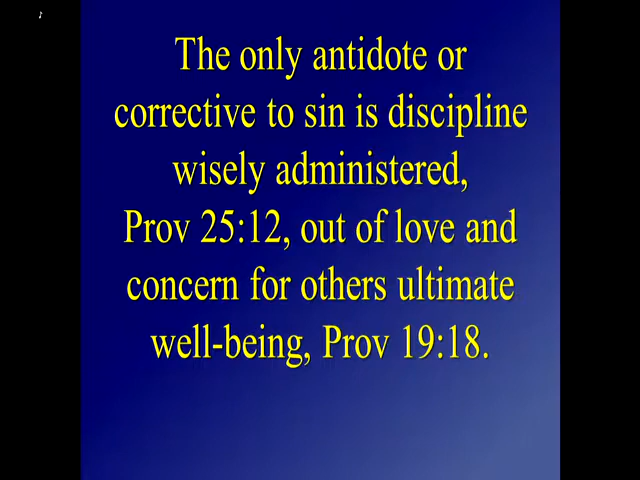 The only antidote or
corrective to sin is discipline
wisely administered,
Prov 25:12, out of love and
concern for others ultimate
well-being, Prov 19:18.